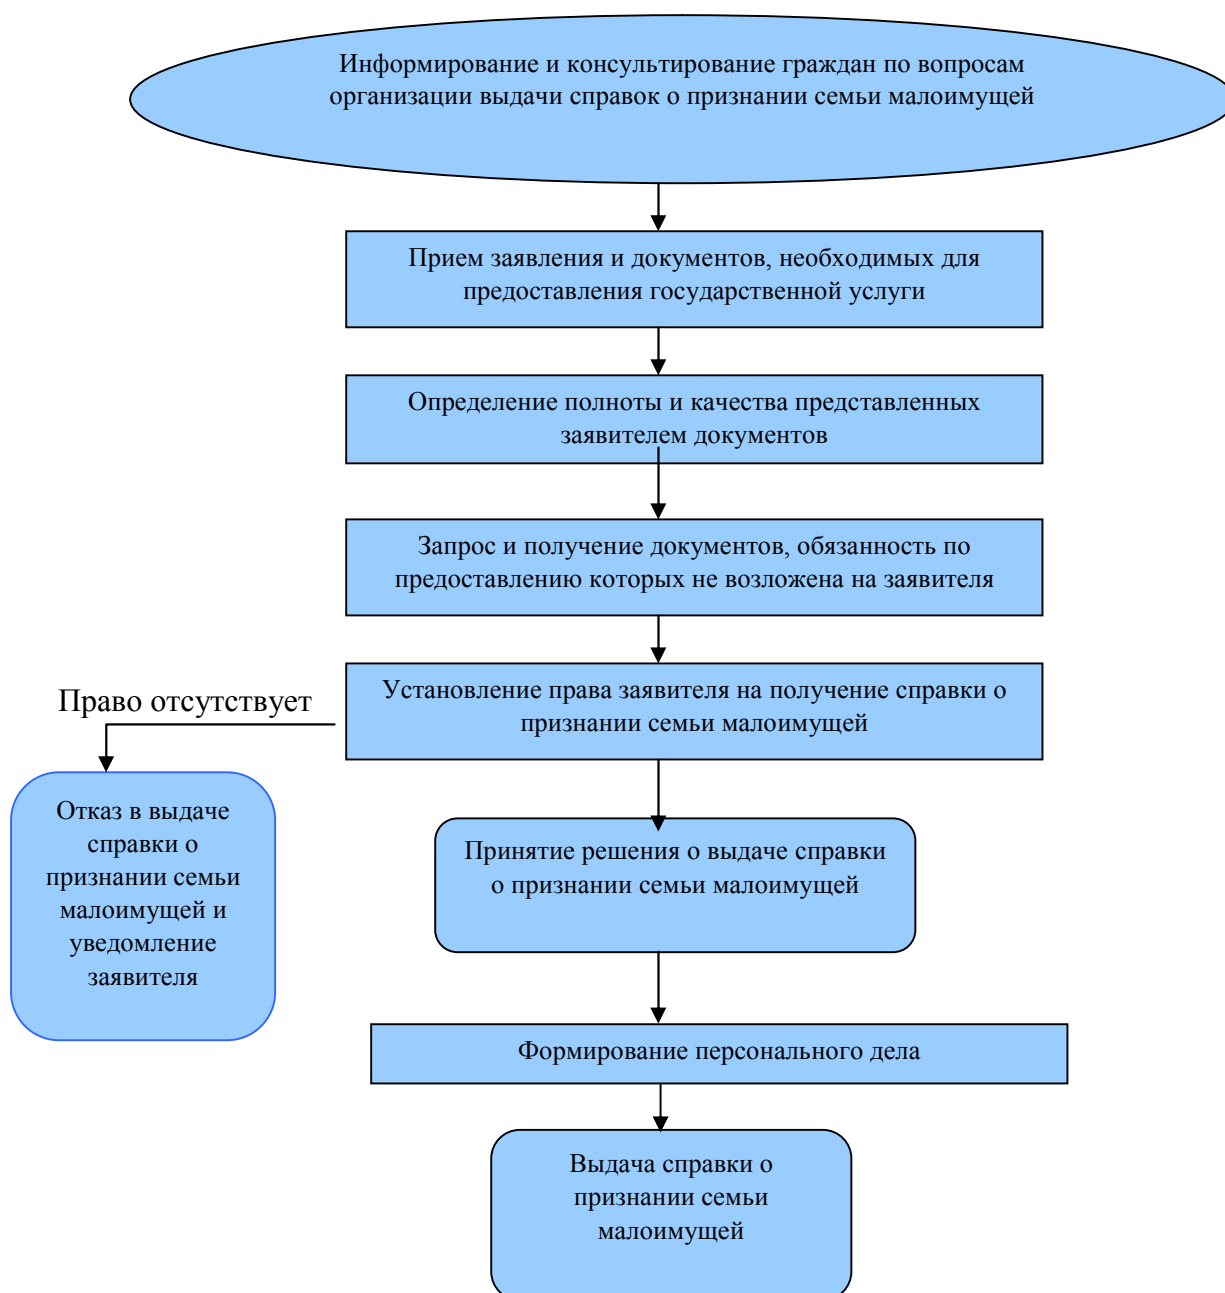 Информирование и консультирование граждан по вопросам
организации выдачи справок о признании семьи малоимущей
Прием заявления и документов, необходимых для
предоставления государственной услуги
Определение полноты и качества представленных
заявителем документов
Запрос и получение документов, обязанность по
предоставлению которых не возложена на заявителя
Установление права заявителя на получение справки о
признании семьи малоимущей
Право отсутствует
Отказ в выдаче
справки о
признании семьи
малоимущей и
уведомление
заявителя
Принятие решения о выдаче справки
о признании семьи малоимущей
Формирование персонального дела
Выдача справки о
признании семьи
малоимущей